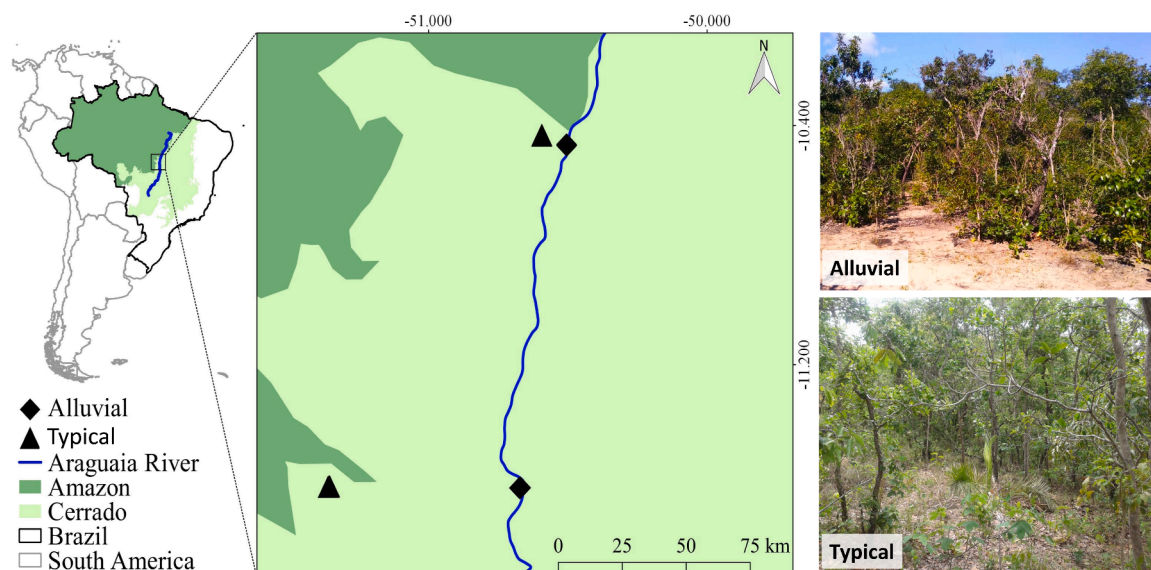 -51.000
-50.000
N
-10.400
-11.200
Alluvial
Typical
Araguaia River
Amazon
Cerrado
Brazil
South America
0 25 50 75 km
Alluvial
Typical